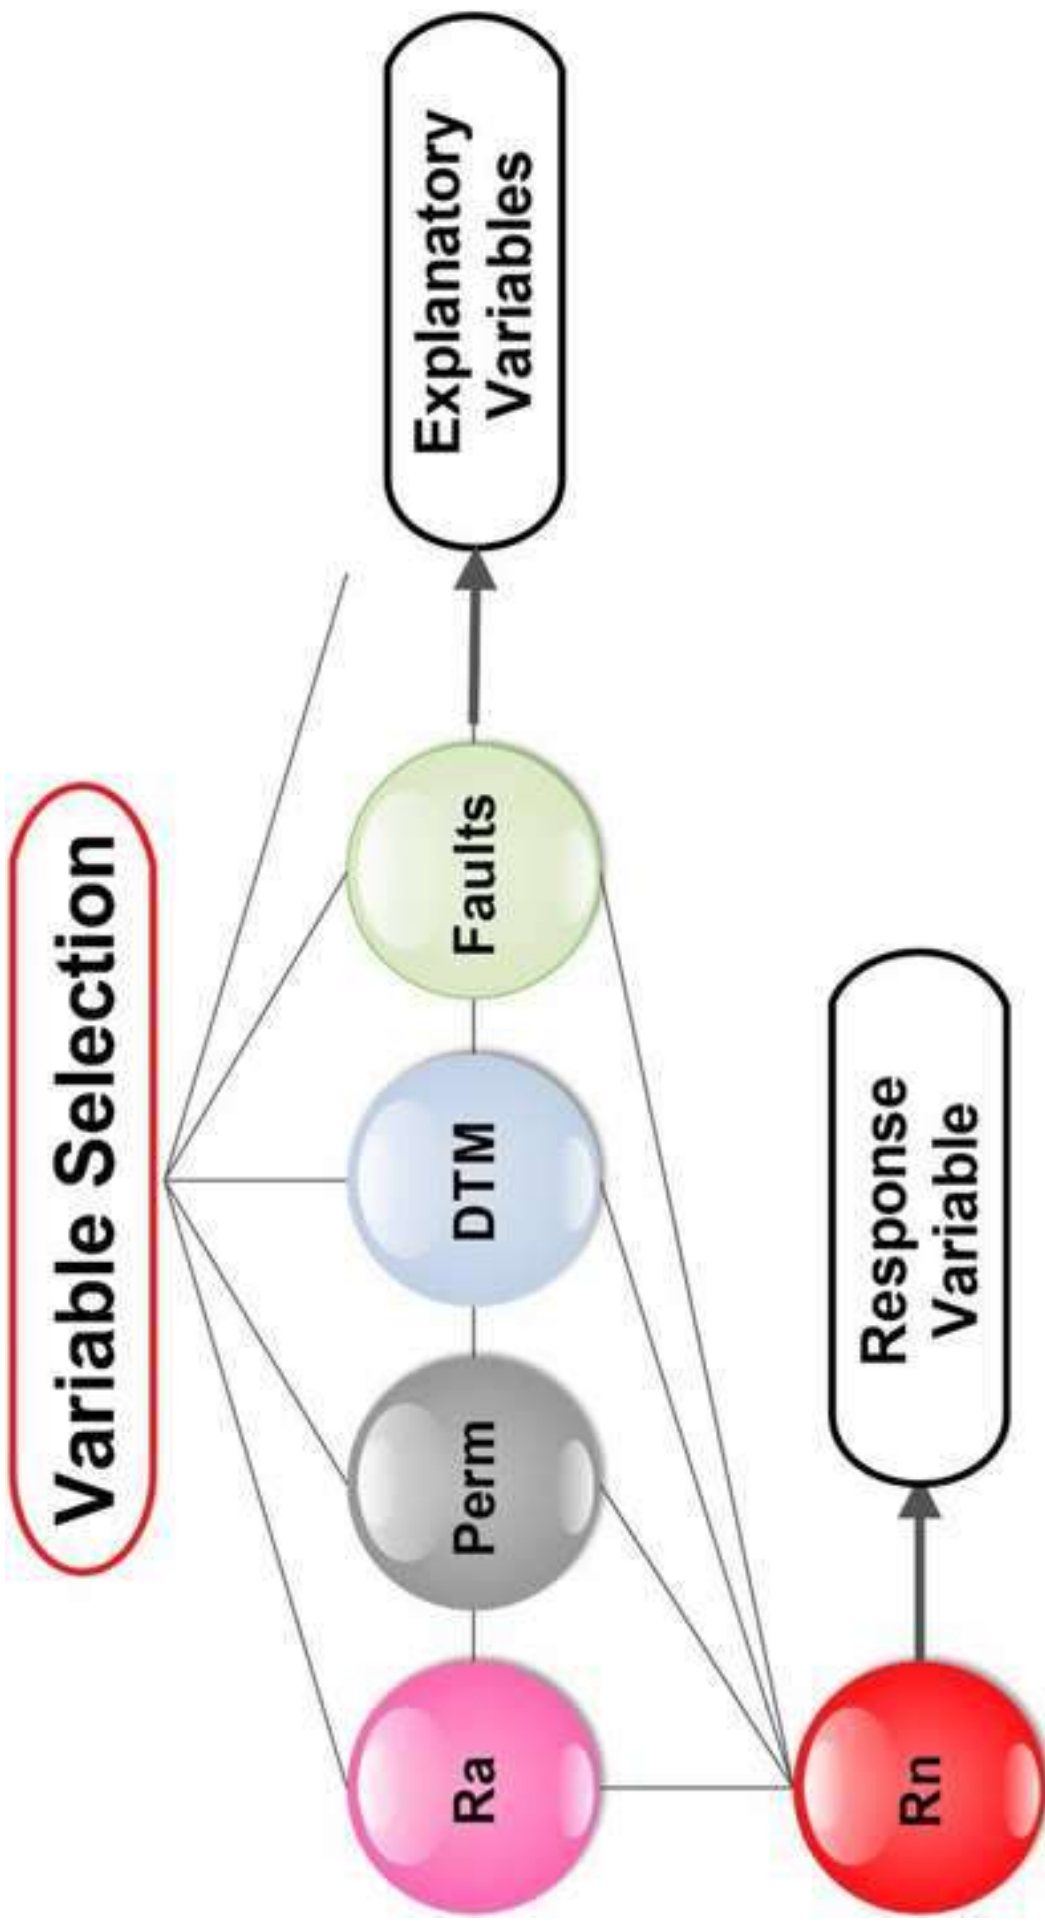 Variable Selection
Ra
Perm
DTM
Faults
Explanatory
Variables
Rn
Response
Variable